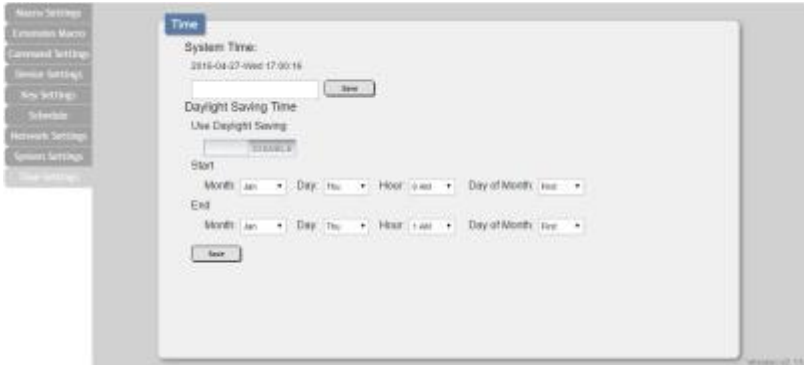 Macro Settings
Extension Macro
Command Settings
Device Settings
Key Settings
Schedule
Network Settings
System Settings
Time Settings
Time
System Time:
2016-04-27-Wed 17:00:16
Save
Daylight Saving Time
Use Daylight Saving
DISABLE
Start
Month: Jan Day: Thu Hour: 0 AM Day of Month: First
End
Month: Jan Day: Thu Hour: 1 AM Day of Month: First
Save